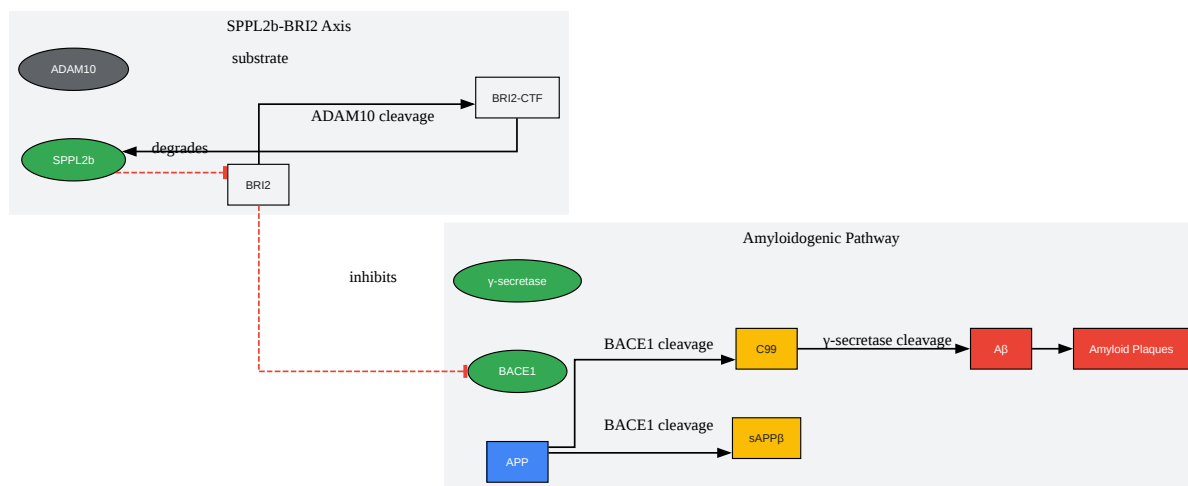 SPPL2b-BRI2 Axis
substrate
ADAM10
BRI2-CTF
ADAM10 cleavage
degrades
SPPL2b
BRI2
Amyloidogenic Pathway
inhibits
γ-secretase
BACE1 cleavage
C99
γ-secretase cleavage
Aβ
Amyloid Plaques
BACE1
BACE1 cleavage
sAPPβ
APP